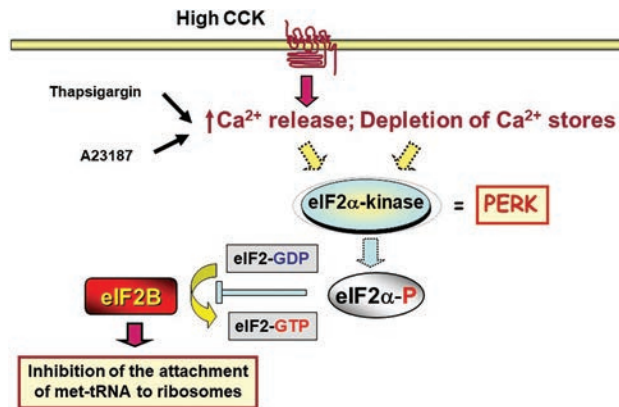 High CCK
Thapsigargin
↑Ca²⁺ release; Depletion of Ca²⁺ stores
A23187
eIF2α-kinase = PERK
eIF2-GDP
eIF2B
eIF2α-P
eIF2-GTP
Inhibition of the attachment
of met-tRNA to ribosomes